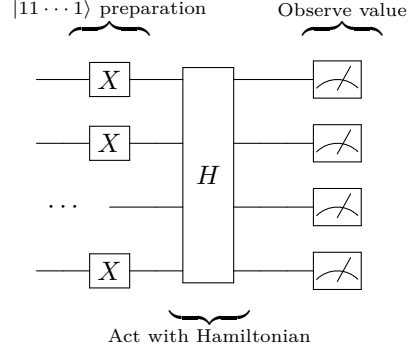 |11 · · · 1⟩ preparation Observe value
X
X
H
· · ·
X
Act with Hamiltonian